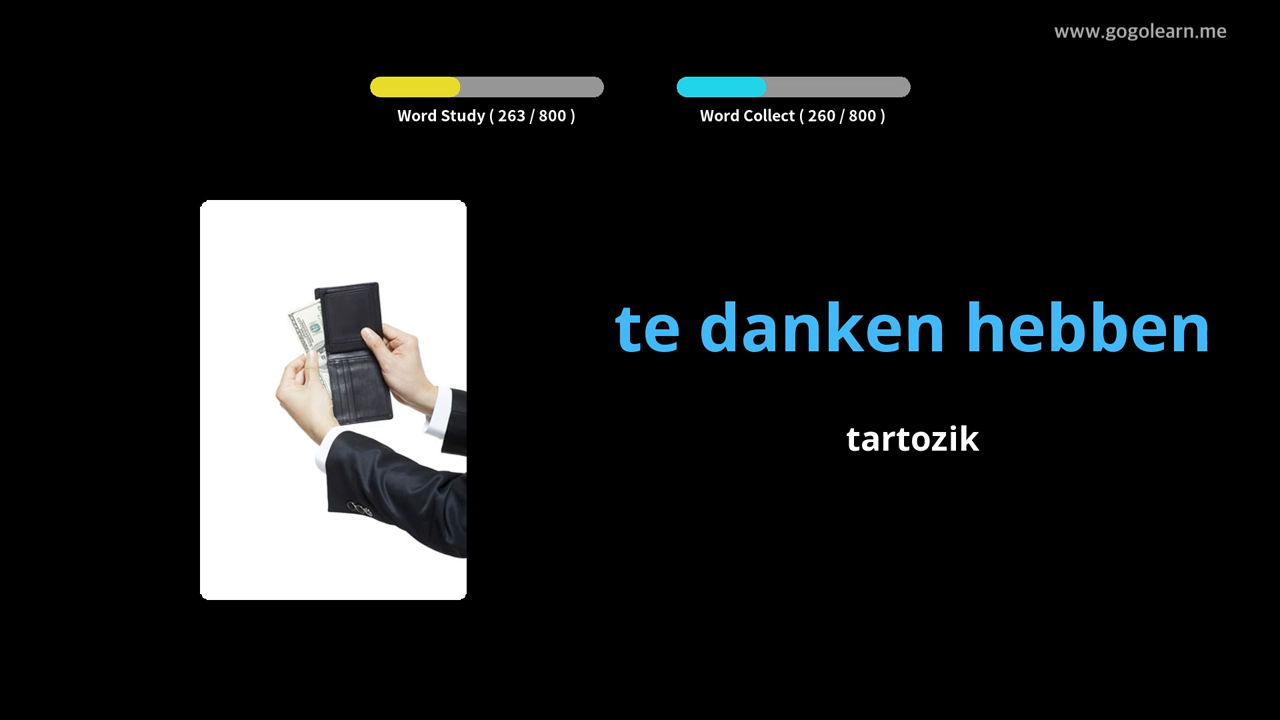 www.gogolearn.me
Word Study ( 263 / 800 )
Word Collect ( 260 / 800 )
te danken hebben
tartozik